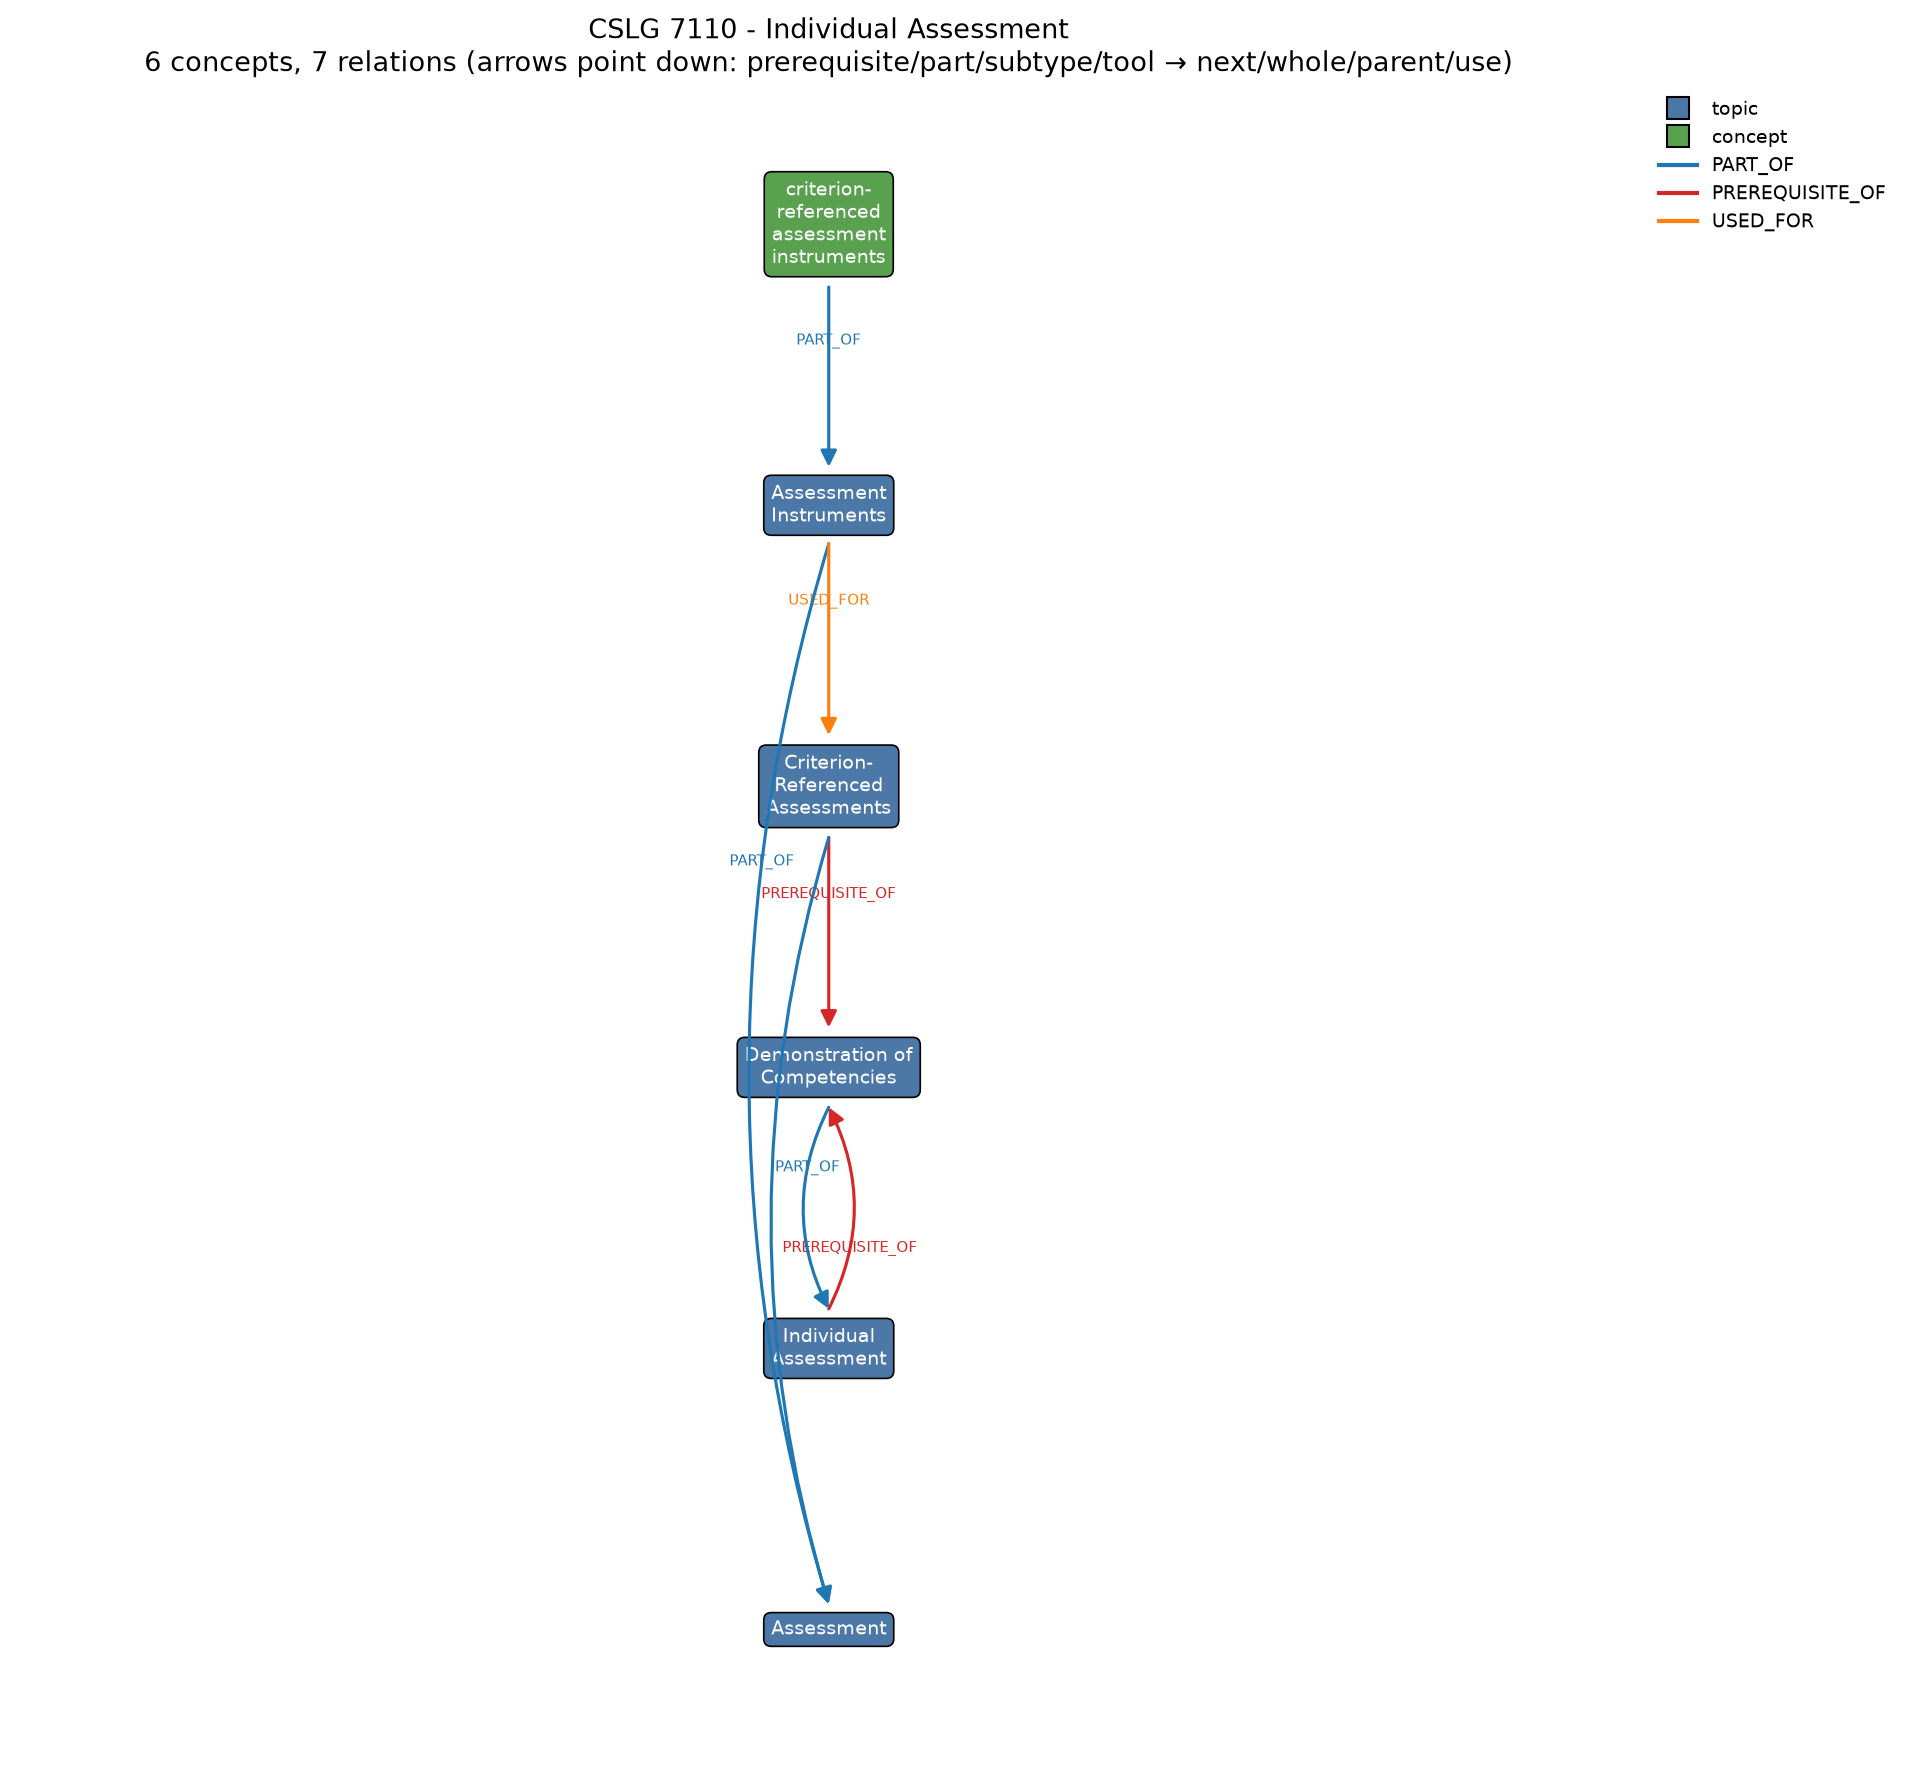 CSLG 7110 - Individual Assessment
6 concepts, 7 relations (arrows point down: prerequisite/part/subtype/tool → next/whole/parent/use)
topic
concept
PART_OF
PREREQUISITE_OF
USED_FOR
criterion-
referenced
assessment
instruments
PART_OF
Assessment
Instruments
USED_FOR
Criterion-
Referenced
Assessments
PART_OF
PREREQUISITE_OF
Demonstration of
Competencies
PART_OF
PREREQUISITE_OF
Individual
Assessment
Assessment